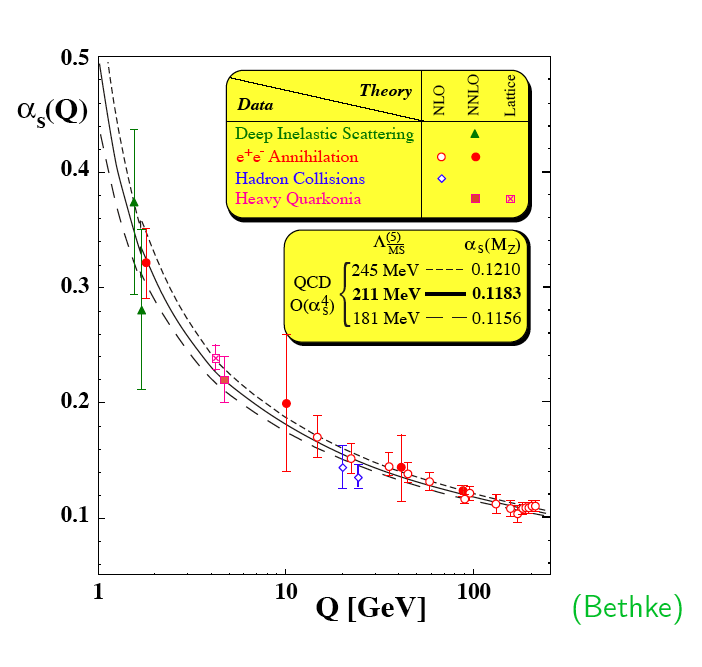 0.5
αs(Q)
0.4
0.3
0.2
0.1
1
10
100
Q [GeV]
Theory
Data
NLO
NNLO
Lattice
Deep Inelastic Scattering
e+e- Annihilation
Hadron Collisions
Heavy Quarkonia
Λ(5)MS αs(MZ)
QCD
O(αs4)
245 MeV 0.1210
211 MeV 0.1183
181 MeV 0.1156
(Bethke)